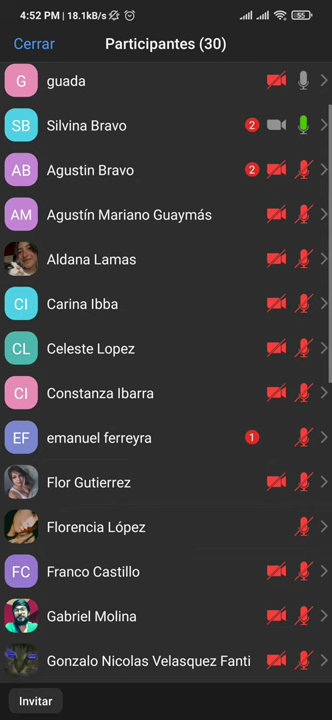 4:52 PM | 18.1kB/s 55
Cerrar Participantes (30)
G guada
SB Silvina Bravo 2
AB Agustin Bravo 2
AM Agustín Mariano Guaymás
Aldana Lamas
CI Carina Ibba
CL Celeste Lopez
CI Constanza Ibarra
EF emanuel ferreyra 1
Flor Gutierrez
Florencia López
FC Franco Castillo
Gabriel Molina
Gonzalo Nicolas Velasquez Fanti
Invitar